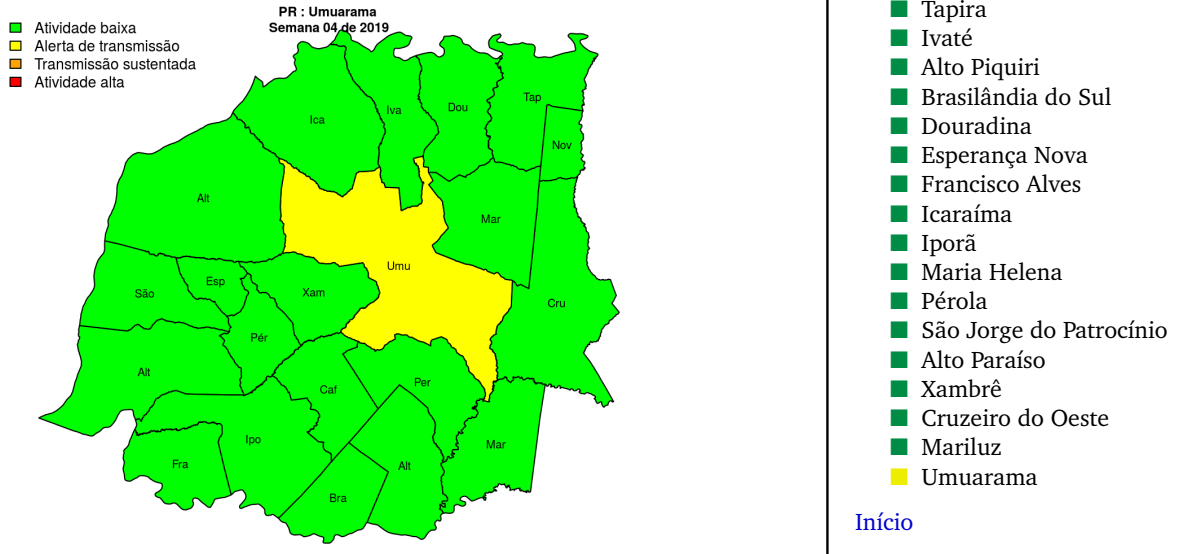 PR : Umuarama
Semana 04 de 2019
Atividade baixa
Alerta de transmissão
Transmissão sustentada
Atividade alta
Ica
Iva
Dou
Tap
Nov
Alt
Mar
Umu
Esp
São
Xam
Cru
Pér
Alt
Caf
Per
Ipo
Mar
Fra
Alt
Bra
Tapira
Ivaté
Alto Piquiri
Brasilândia do Sul
Douradina
Esperança Nova
Francisco Alves
Icaraíma
Iporã
Maria Helena
Pérola
São Jorge do Patrocínio
Alto Paraíso
Xambrê
Cruzeiro do Oeste
Mariluz
Umuarama
Início